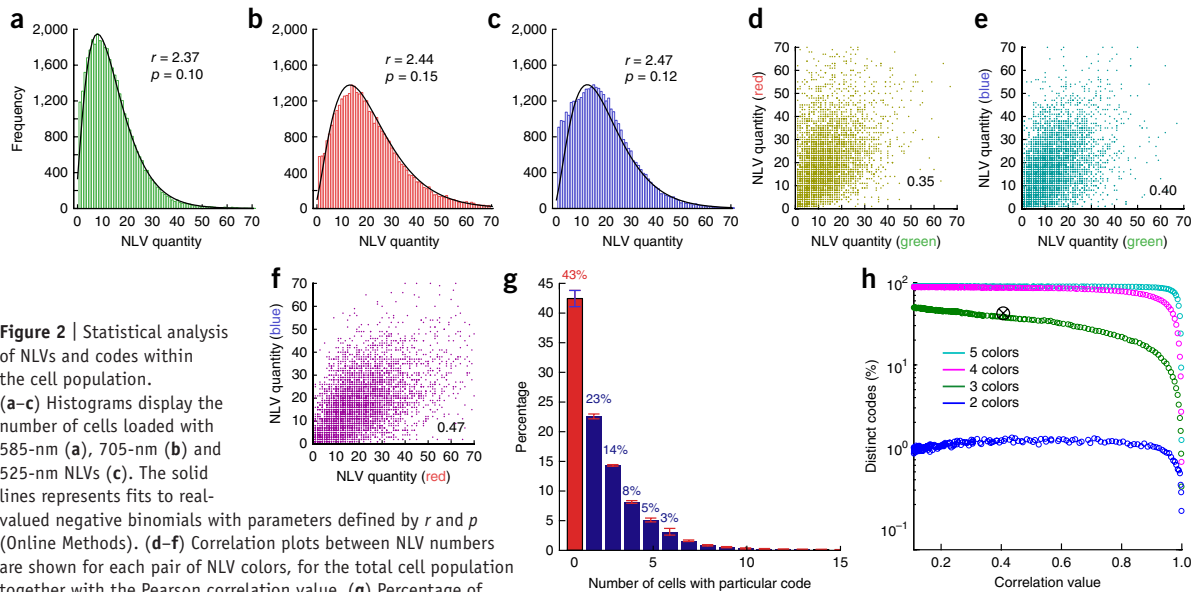 a
2,000
1,600
1,200
800
400
0
Frequency
r = 2.37
p = 0.10
0 10 20 30 40 50 60 70
NLV quantity
b
2,000
1,600
1,200
800
400
0
r = 2.44
p = 0.15
0 10 20 30 40 50 60 70
NLV quantity
c
2,000
1,600
1,200
800
400
0
r = 2.47
p = 0.12
0 10 20 30 40 50 60 70
NLV quantity
d
70
60
50
40
30
20
10
0
NLV quantity (red)
0.35
0 10 20 30 40 50 60 70
NLV quantity (green)
e
70
60
50
40
30
20
10
0
NLV quantity (blue)
0.40
0 10 20 30 40 50 60 70
NLV quantity (green)
Figure 2 | Statistical analysis
of NLVs and codes within
the cell population.
(a–c) Histograms display the
number of cells loaded with
585-nm (a), 705-nm (b) and
525-nm NLVs (c). The solid
lines represents fits to real-
valued negative binomials with parameters defined by r and p
(Online Methods). (d–f) Correlation plots between NLV numbers
are shown for each pair of NLV colors, for the total cell population
together with the Pearson correlation value. (g) Percentage of
f
70
60
50
40
30
20
10
0
NLV quantity (blue)
0.47
0 10 20 30 40 50 60 70
NLV quantity (red)
g
45
40
35
30
25
20
15
10
5
0
Percentage
43%
23%
14%
8%
5%
3%
0 5 10 15
Number of cells with particular code
h
10²
10¹
10⁰
10⁻¹
Distinct codes (%)
5 colors
4 colors
3 colors
2 colors
0.2 0.4 0.6 0.8 1.0
Correlation value